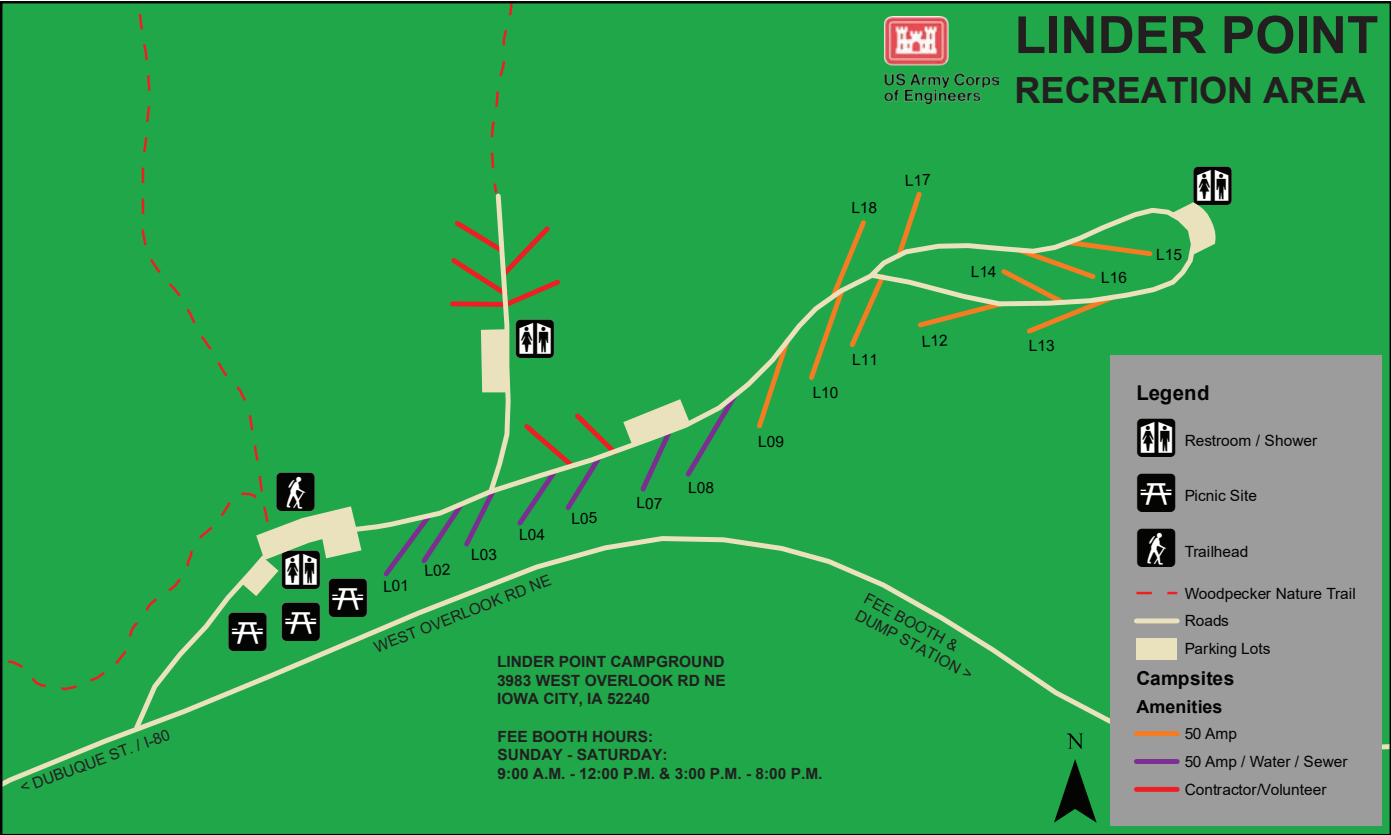 LINDER POINT
RECREATION AREA
US Army Corps
of Engineers
L17
L18
L15
L14
L16
L12
L13
L11
L10
L09
L08
L07
L05
L04
L03
L02
L01
WEST OVERLOOK RD NE
FEE BOOTH &
DUMP STATION >
< DUBUQUE ST. / I-80
LINDER POINT CAMPGROUND
3983 WEST OVERLOOK RD NE
IOWA CITY, IA 52240
FEE BOOTH HOURS:
SUNDAY - SATURDAY:
9:00 A.M. - 12:00 P.M. & 3:00 P.M. - 8:00 P.M.
N
Legend
Restroom / Shower
Picnic Site
Trailhead
Woodpecker Nature Trail
Roads
Parking Lots
Campsites
Amenities
50 Amp
50 Amp / Water / Sewer
Contractor/Volunteer